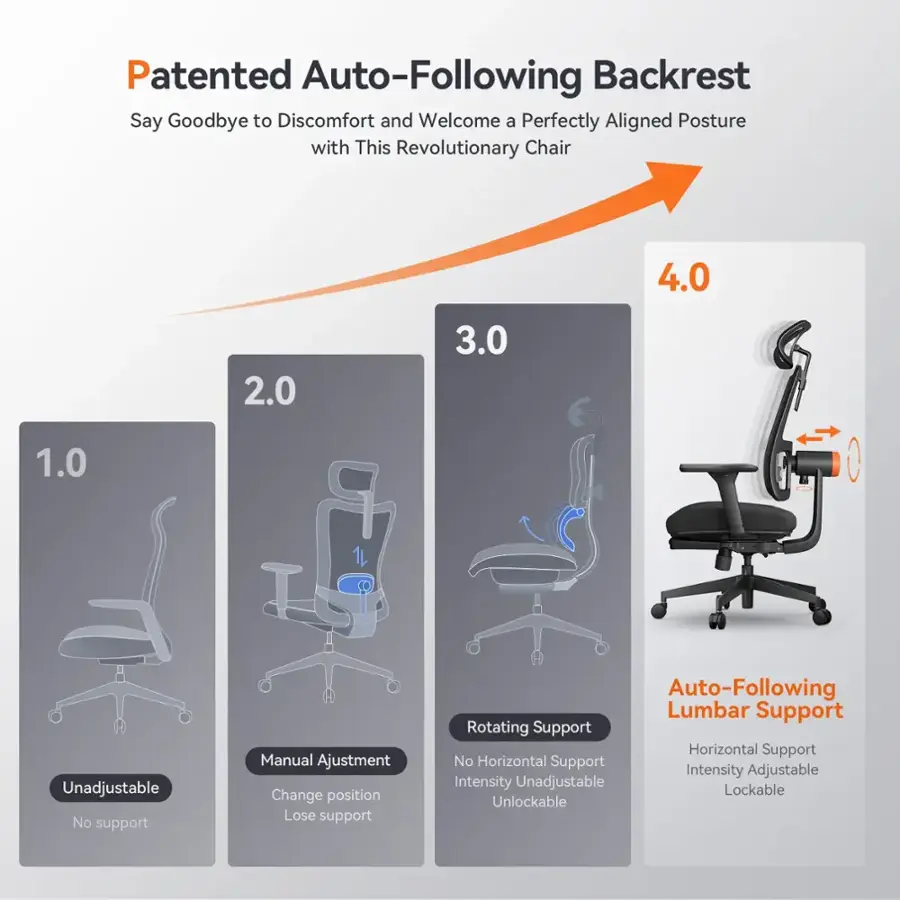 Patented Auto-Following Backrest
Say Goodbye to Discomfort and Welcome a Perfectly Aligned Posture
with This Revolutionary Chair
1.0
Unadjustable
No support
2.0
Manual Ajustment
Change position
Lose support
3.0
Rotating Support
No Horizontal Support
Intensity Unadjustable
Unlockable
4.0
Auto-Following
Lumbar Support
Horizontal Support
Intensity Adjustable
Lockable